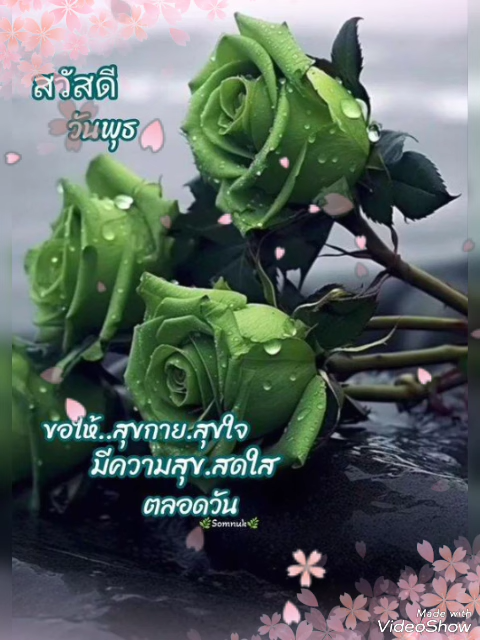 สวัสดี
วันพุธ
ขอให้..สุขกาย.สุขใจ
มีความสุข.สดใส
ตลอดวัน
🌿Somnuk🌿
Made with
VideoShow